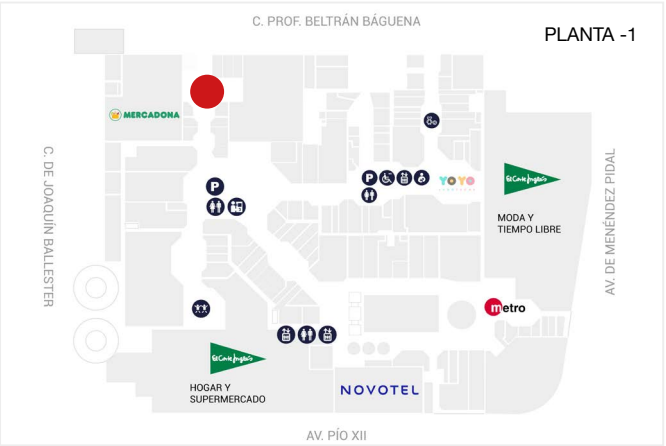 C. PROF. BELTRÁN BÁGUENA
PLANTA -1
MERCADONA
C. DE JOAQUÍN BALLESTER
P
P
YOYO
El Corte Inglés
MODA Y
TIEMPO LIBRE
AV. DE MENÉNDEZ PIDAL
metro
El Corte Inglés
HOGAR Y
SUPERMERCADO
NOVOTEL
AV. PÍO XII